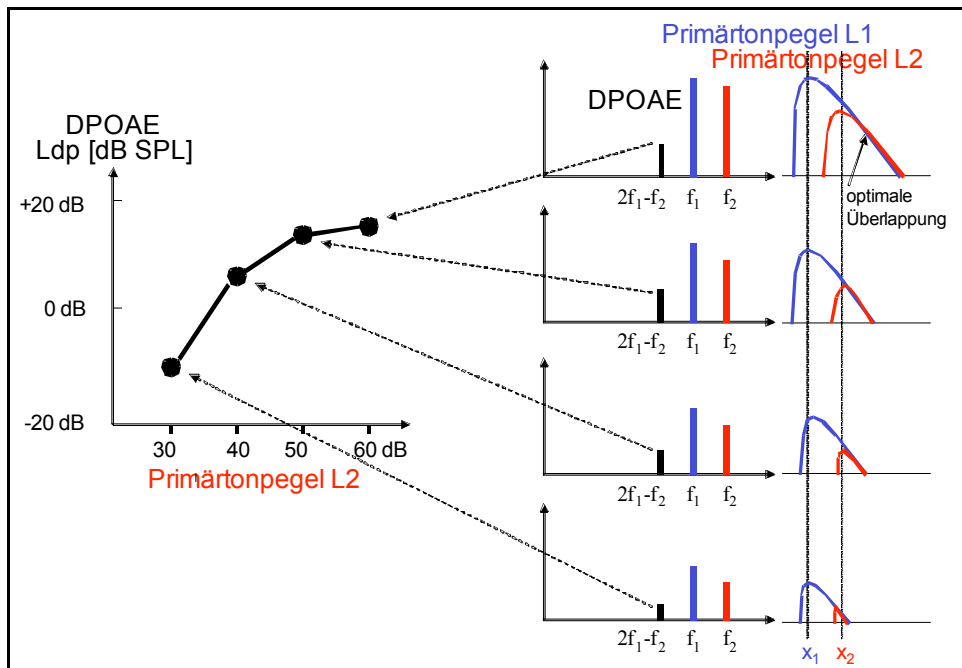 Primärtonpegel L1
Primärtonpegel L2
DPOAE
DPOAE
Ldp [dB SPL]
+20 dB
0 dB
-20 dB
30 40 50 60 dB
Primärtonpegel L2
2f₁-f₂ f₁ f₂
optimale
Überlappung
2f₁-f₂ f₁ f₂
2f₁-f₂ f₁ f₂
2f₁-f₂ f₁ f₂
x₁ x₂